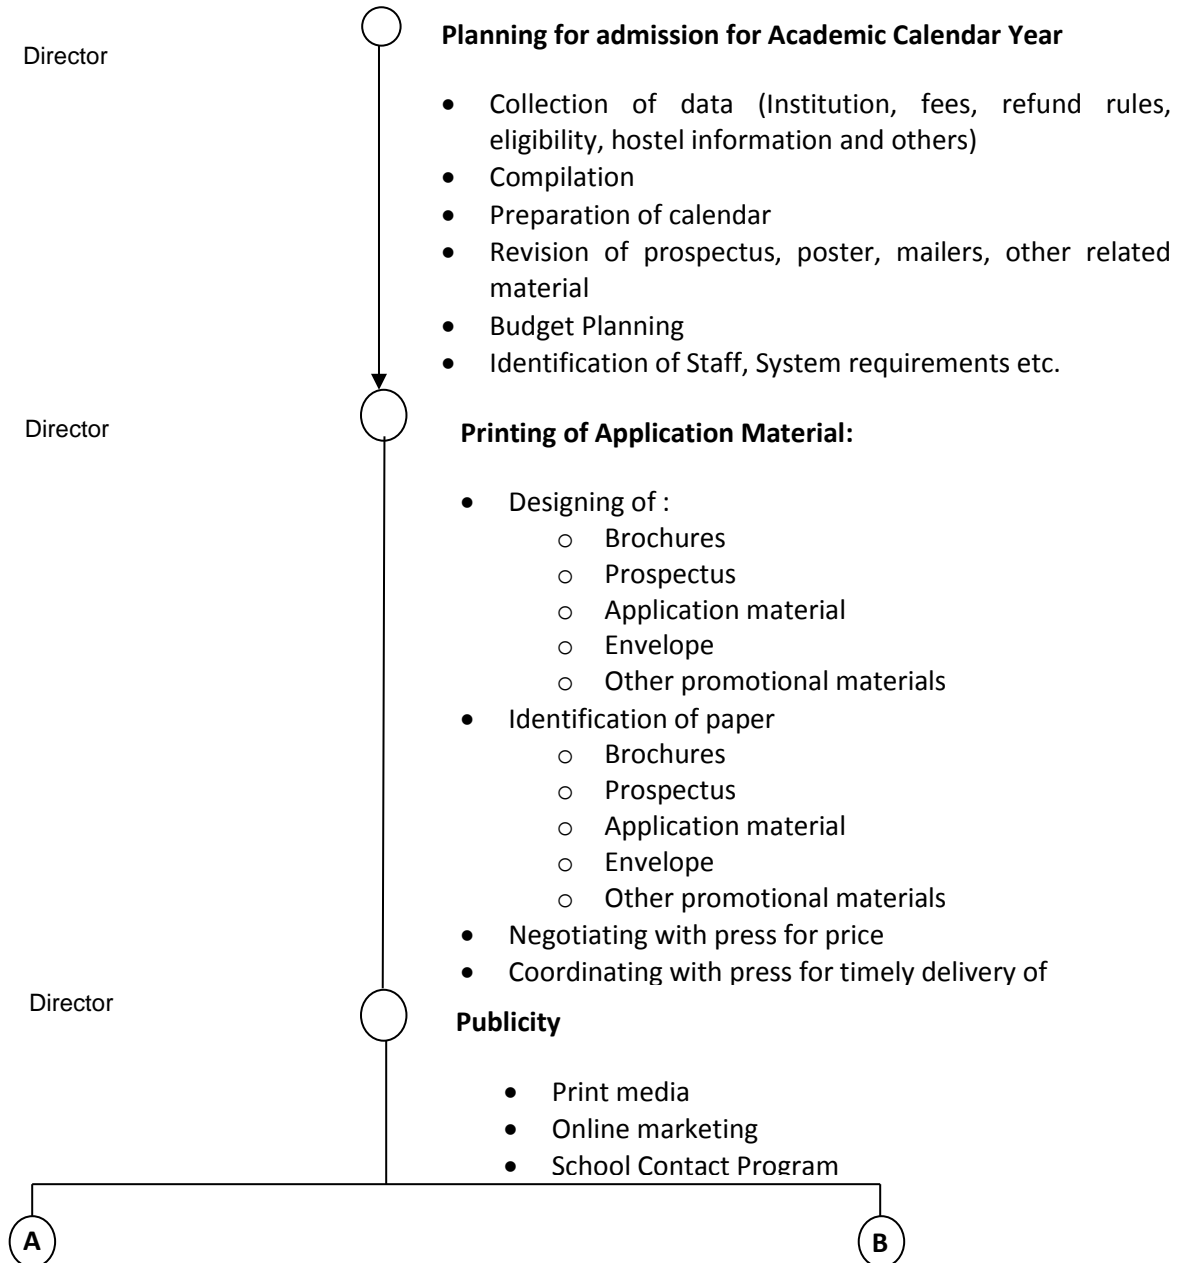 Director
Planning for admission for Academic Calendar Year
• Collection of data (Institution, fees, refund rules,
eligibility, hostel information and others)
• Compilation
• Preparation of calendar
• Revision of prospectus, poster, mailers, other related
material
• Budget Planning
• Identification of Staff, System requirements etc.
Director
Printing of Application Material:
• Designing of :
o Brochures
o Prospectus
o Application material
o Envelope
o Other promotional materials
• Identification of paper
o Brochures
o Prospectus
o Application material
o Envelope
o Other promotional materials
• Negotiating with press for price
• Coordinating with press for timely delivery of
Director
Publicity
• Print media
• Online marketing
• School Contact Program
A
B